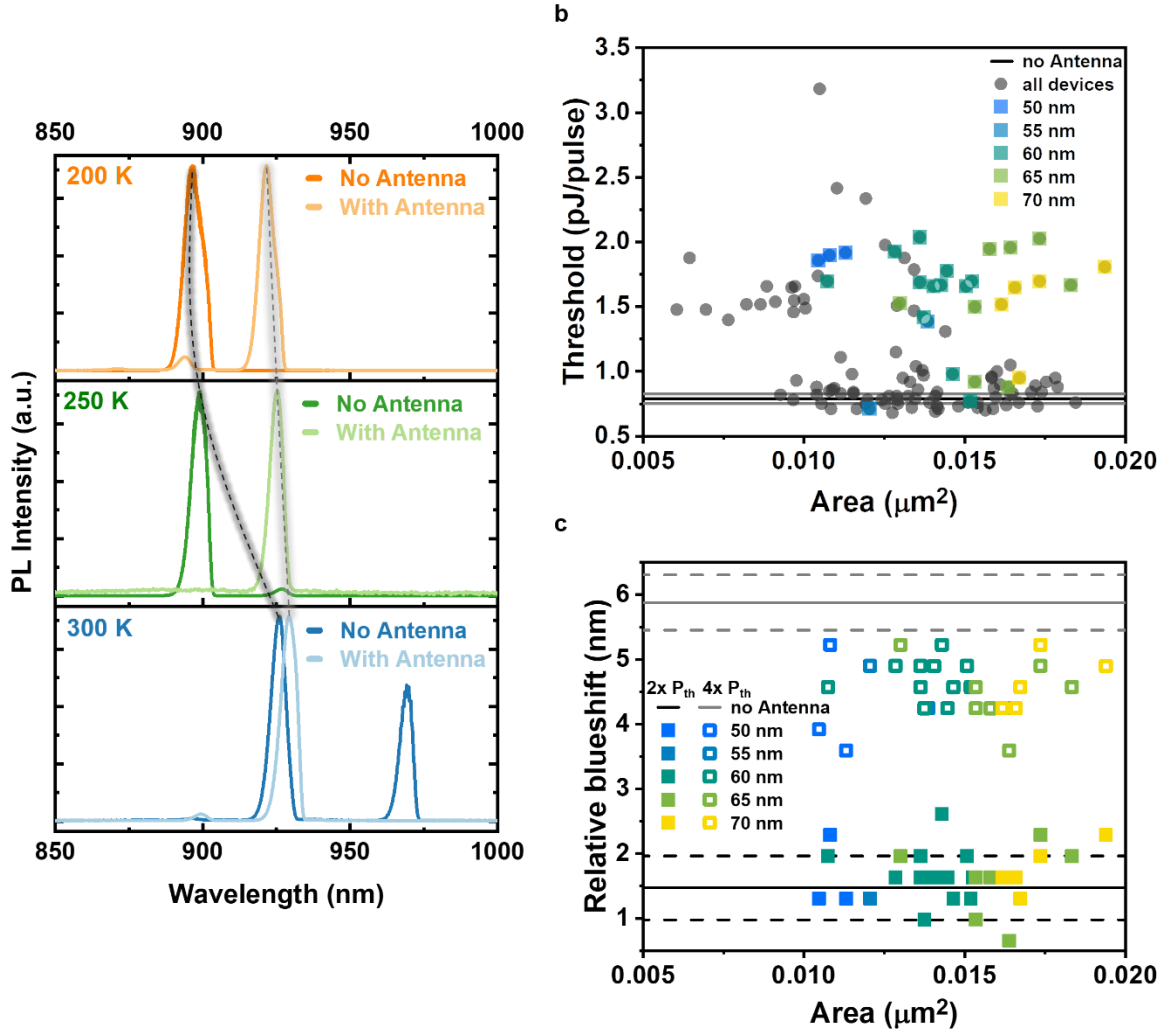 850 900 950 1000
200 K
No Antenna
With Antenna
250 K
No Antenna
With Antenna
300 K
No Antenna
With Antenna
850 900 950 1000
Wavelength (nm)
PL Intensity (a.u.)
b
3.5
3.0
2.5
2.0
1.5
1.0
0.5
0.005 0.010 0.015 0.020
Area (μm²)
Threshold (pJ/pulse)
no Antenna
all devices
50 nm
55 nm
60 nm
65 nm
70 nm
c
6
5
4
3
2
1
0.005 0.010 0.015 0.020
Area (μm²)
Relative blueshift (nm)
2x Pth 4x Pth
no Antenna
50 nm
55 nm
60 nm
65 nm
70 nm